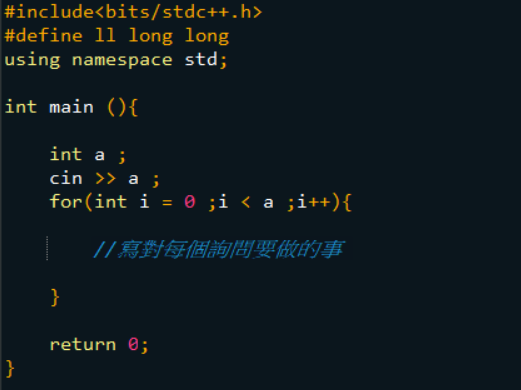 #include<bits/stdc++.h>
#define ll long long
using namespace std;
int main (){
int a ;
cin >> a ;
for(int i = 0 ;i < a ;i++){
//寫對每個詢問要做的事
}
return 0;
}